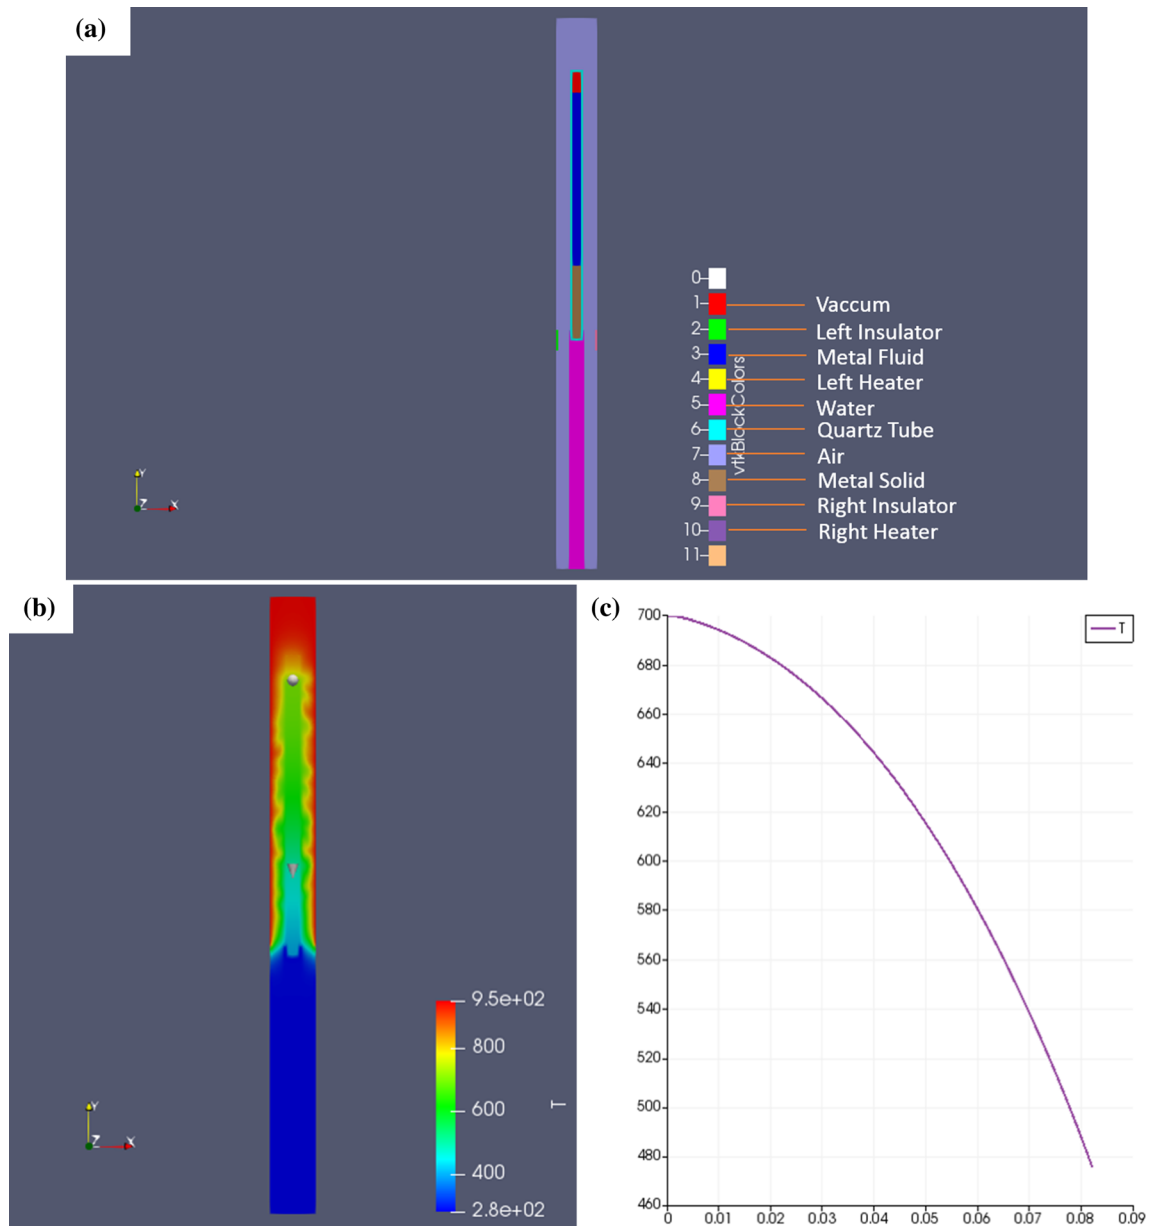 (a)
0
1 Vaccum
2 Left Insulator
3 Metal Fluid
4 Left Heater
5 Water
6 Quartz Tube
7 Air
8 Metal Solid
9 Right Insulator
10 Right Heater
11
vtkBlockColors
Y
Z X
(b)
9.5e+02
800
600
400
2.8e+02
T
Y
Z X
(c)
T
700
680
660
640
620
600
580
560
540
520
500
480
460
0 0.01 0.02 0.03 0.04 0.05 0.06 0.07 0.08 0.09